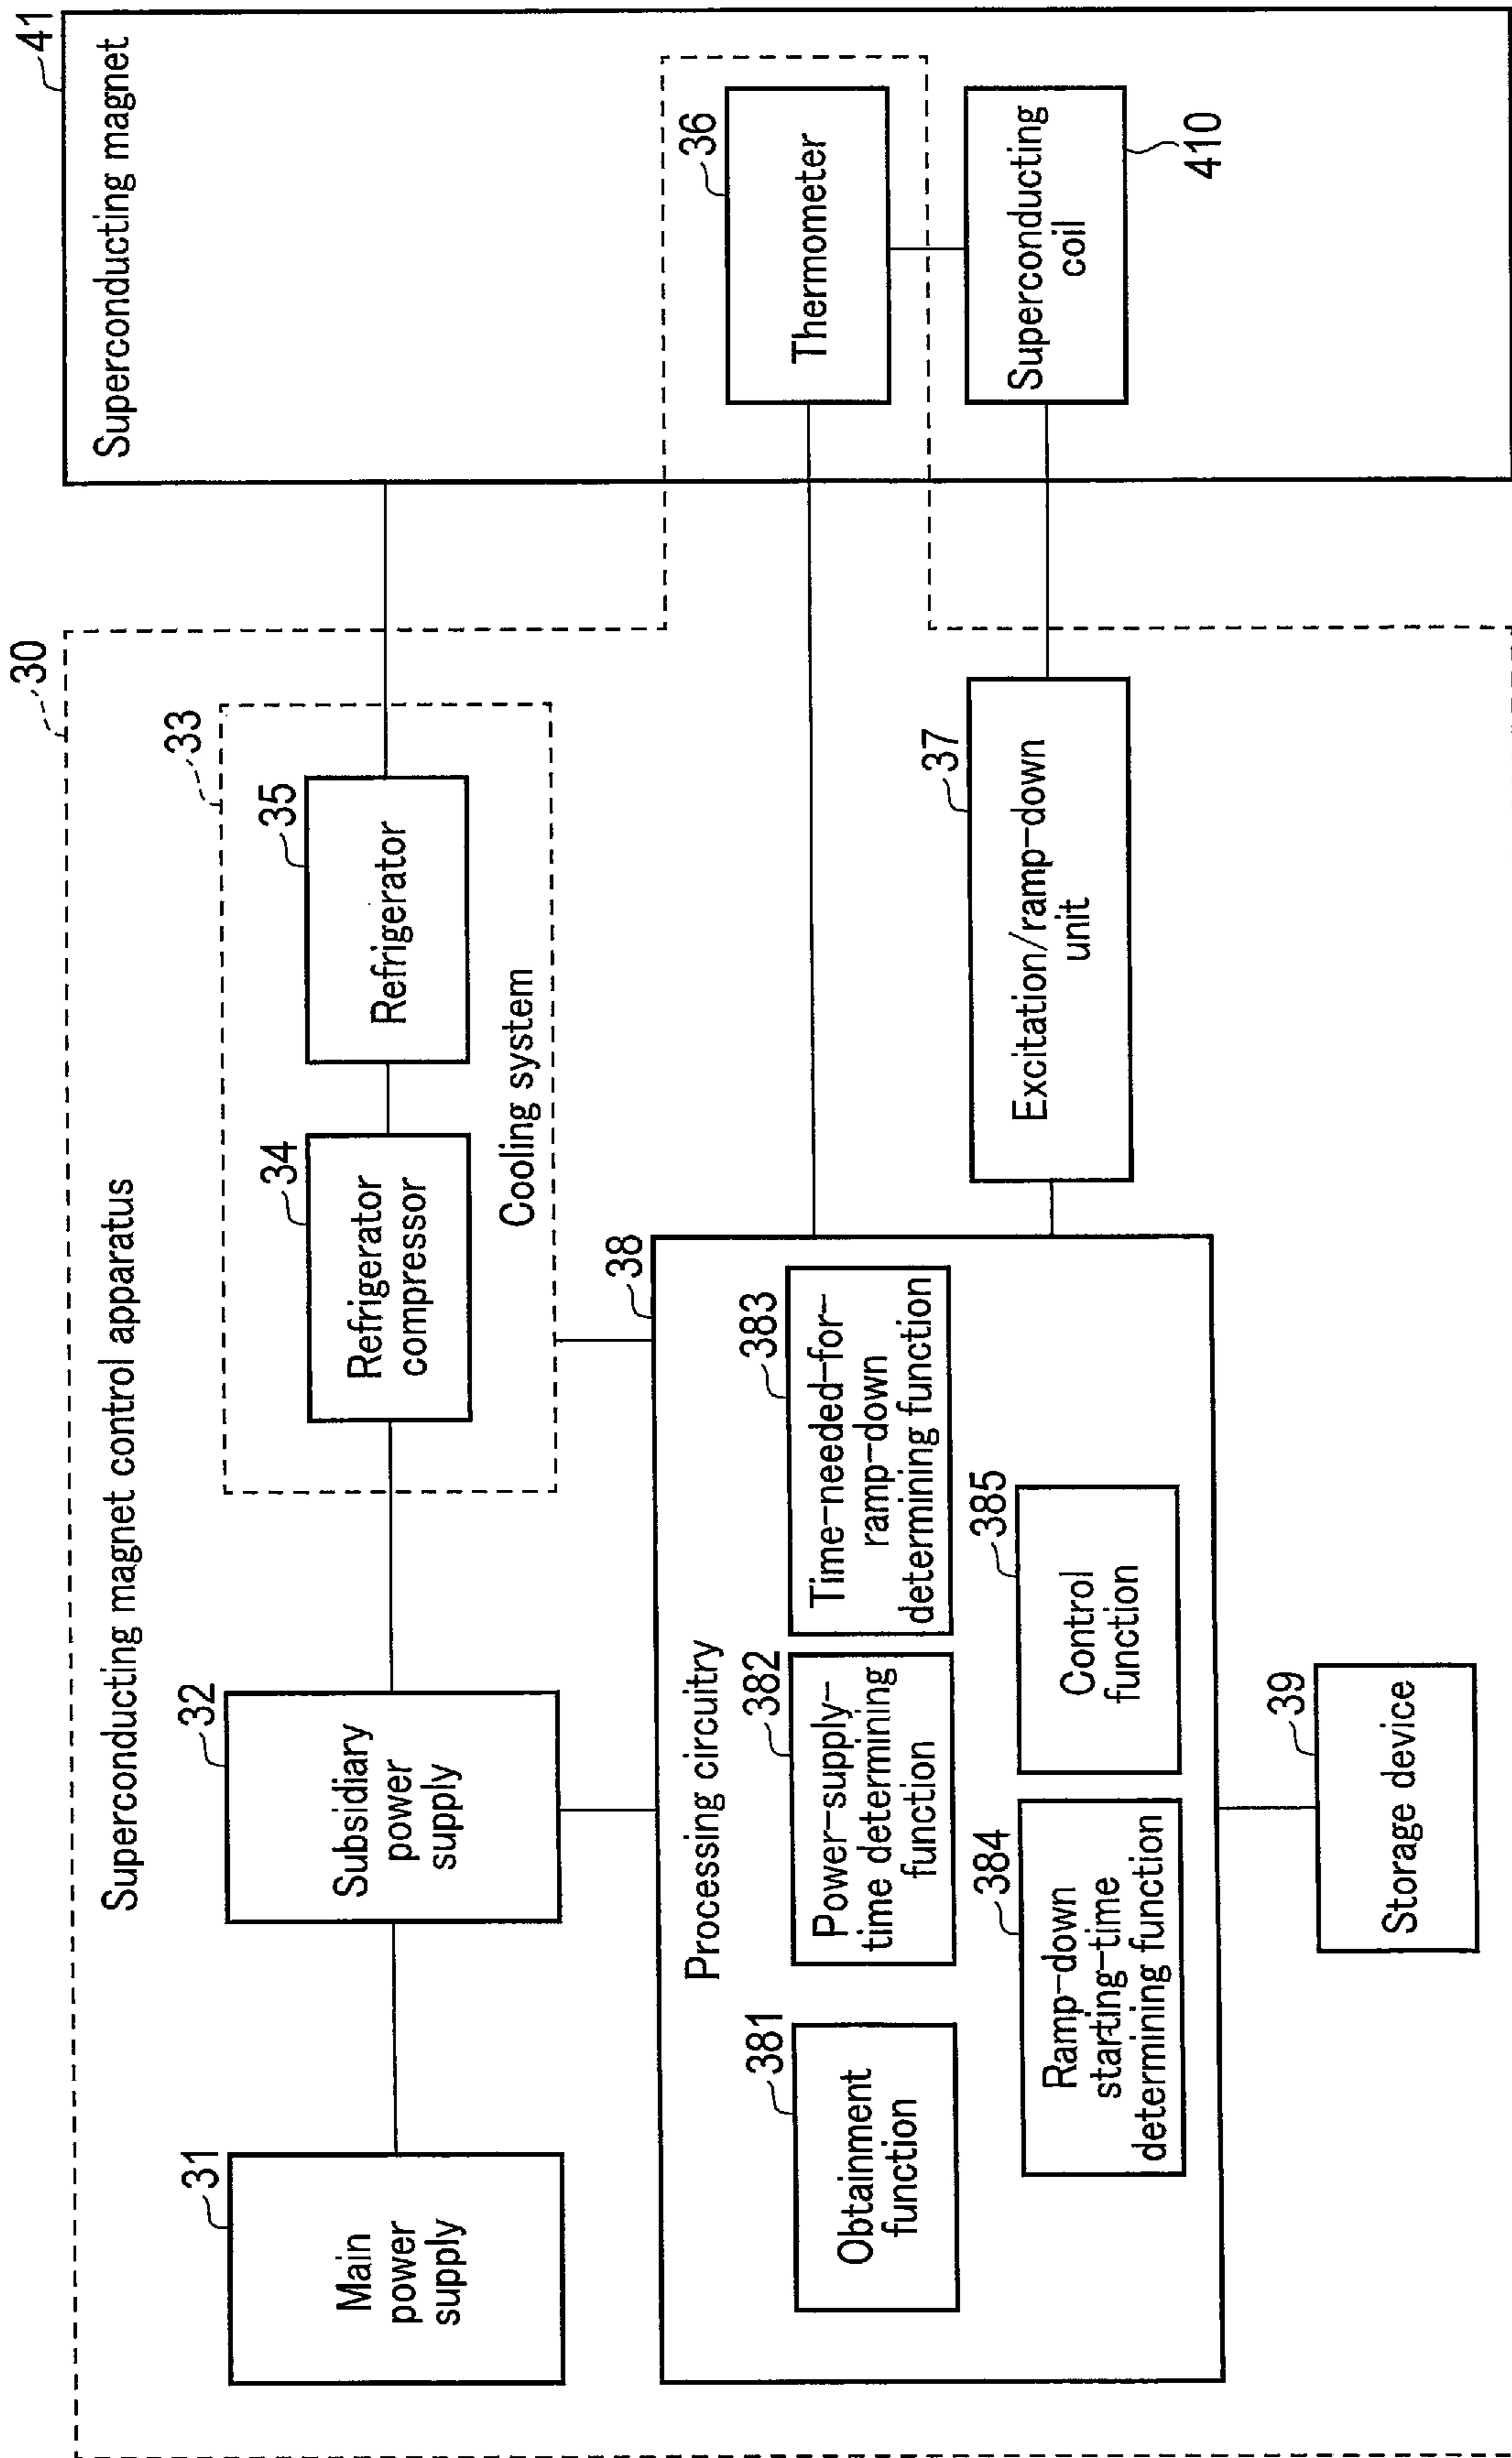 30
41
Superconducting magnet control apparatus
Superconducting magnet
31
Main
power
supply
32
Subsidiary
power
supply
33
34
Refrigerator
compressor
35
Refrigerator
Cooling system
38
Processing circuitry
381
Obtainment
function
382
Power-supply-
time determining
function
383
Time-needed-for-
ramp-down
determining function
384
Ramp-down
starting-time
determining function
385
Control
function
36
Thermometer
37
Excitation/ramp-down
unit
Superconducting
coil
410
39
Storage device